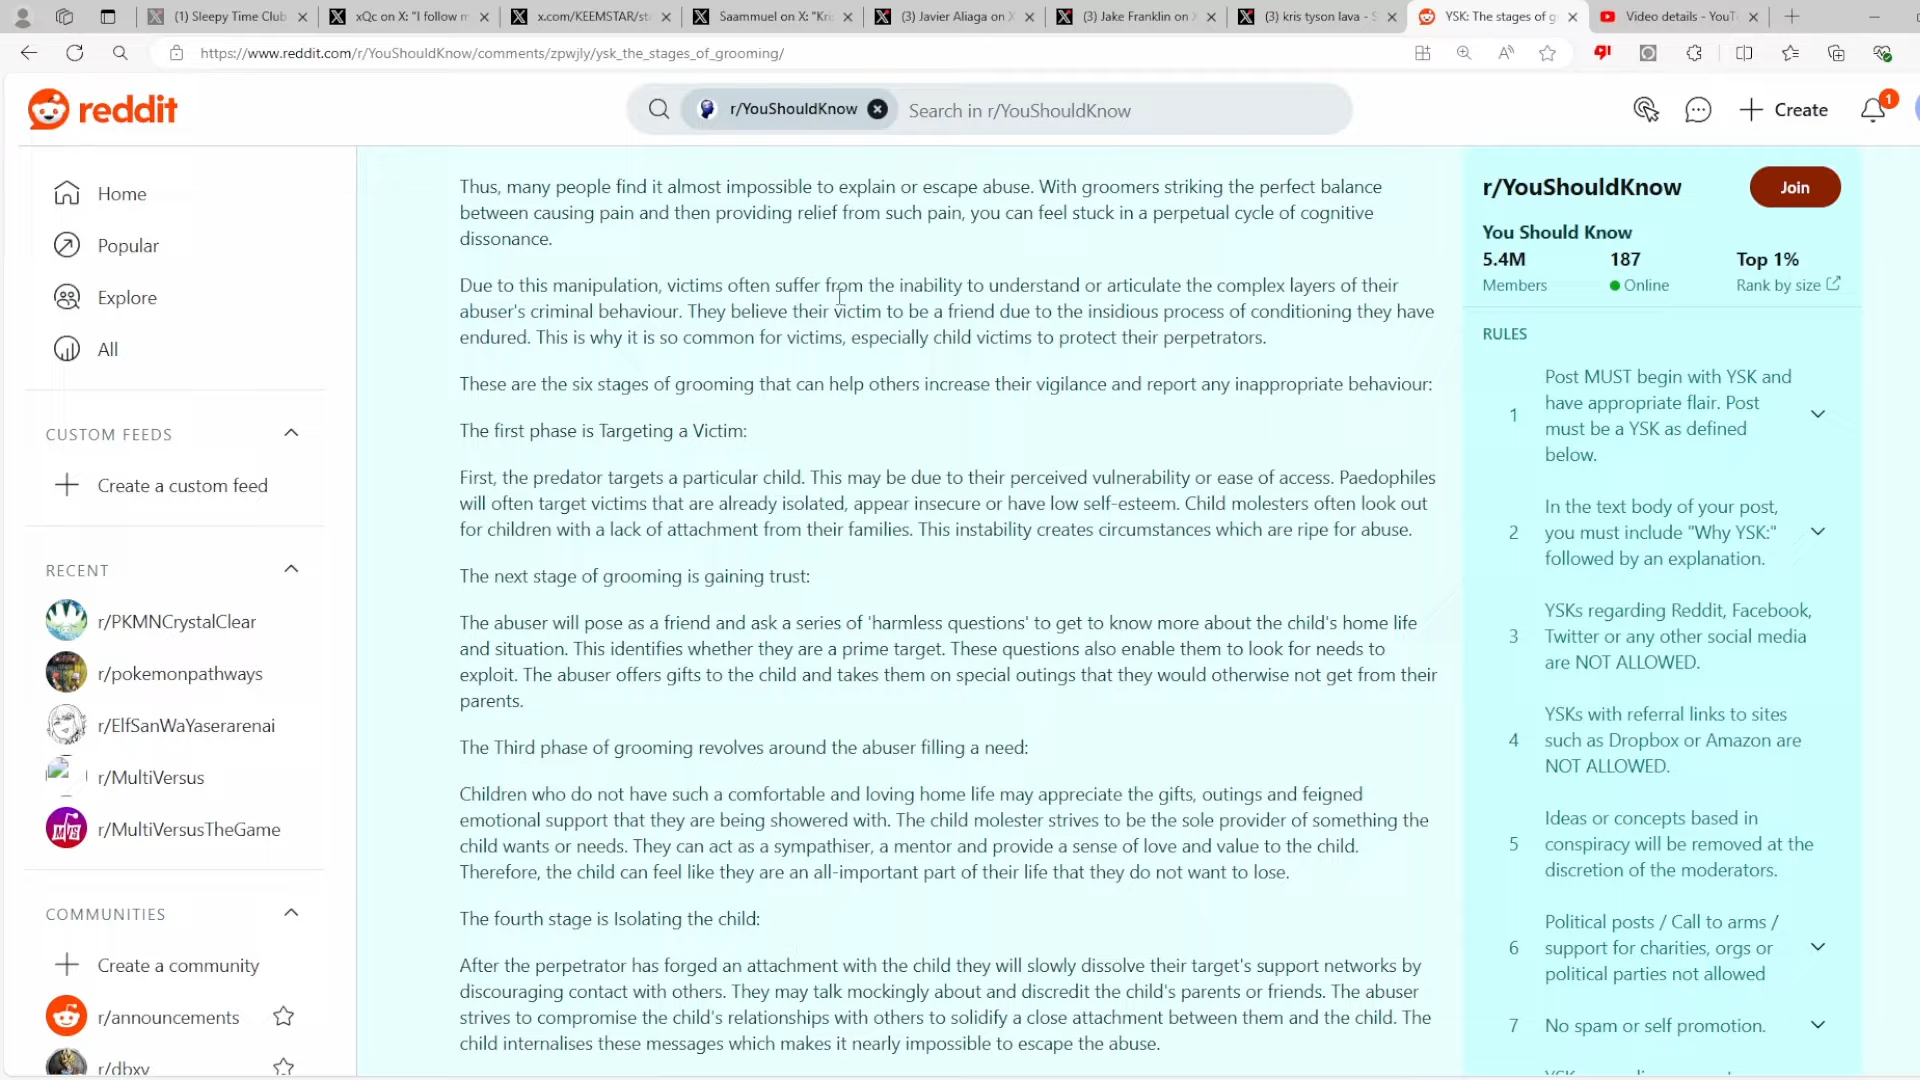 (1) Sleepy Time Club
xQc on X: "I follow m
x.com/KEEMSTAR/st
Saammuel on X: "Kri
(3) Javier Aliaga on X
(3) Jake Franklin on X
(3) kris tyson lava - S
YSK: The stages of g
Video details - YouT
https://www.reddit.com/r/YouShouldKnow/comments/zpwjly/ysk_the_stages_of_grooming/
reddit
r/YouShouldKnow
Search in r/YouShouldKnow
Create
1
Home
Popular
Explore
All
CUSTOM FEEDS
Create a custom feed
RECENT
r/PKMNCrystalClear
r/pokemonpathways
r/ElfSanWaYaserarenai
r/MultiVersus
r/MultiVersusTheGame
COMMUNITIES
Create a community
r/announcements
r/dbxv
Thus, many people find it almost impossible to explain or escape abuse. With groomers striking the perfect balance
between causing pain and then providing relief from such pain, you can feel stuck in a perpetual cycle of cognitive
dissonance.
Due to this manipulation, victims often suffer from the inability to understand or articulate the complex layers of their
abuser's criminal behaviour. They believe their victim to be a friend due to the insidious process of conditioning they have
endured. This is why it is so common for victims, especially child victims to protect their perpetrators.
These are the six stages of grooming that can help others increase their vigilance and report any inappropriate behaviour:
The first phase is Targeting a Victim:
First, the predator targets a particular child. This may be due to their perceived vulnerability or ease of access. Paedophiles
will often target victims that are already isolated, appear insecure or have low self-esteem. Child molesters often look out
for children with a lack of attachment from their families. This instability creates circumstances which are ripe for abuse.
The next stage of grooming is gaining trust:
The abuser will pose as a friend and ask a series of 'harmless questions' to get to know more about the child's home life
and situation. This identifies whether they are a prime target. These questions also enable them to look for needs to
exploit. The abuser offers gifts to the child and takes them on special outings that they would otherwise not get from their
parents.
The Third phase of grooming revolves around the abuser filling a need:
Children who do not have such a comfortable and loving home life may appreciate the gifts, outings and feigned
emotional support that they are being showered with. The child molester strives to be the sole provider of something the
child wants or needs. They can act as a sympathiser, a mentor and provide a sense of love and value to the child.
Therefore, the child can feel like they are an all-important part of their life that they do not want to lose.
The fourth stage is Isolating the child:
After the perpetrator has forged an attachment with the child they will slowly dissolve their target's support networks by
discouraging contact with others. They may talk mockingly about and discredit the child's parents or friends. The abuser
strives to compromise the child's relationships with others to solidify a close attachment between them and the child. The
child internalises these messages which makes it nearly impossible to escape the abuse.
r/YouShouldKnow
Join
You Should Know
5.4M 187 Top 1%
Members Online Rank by size
RULES
Post MUST begin with YSK and
have appropriate flair. Post
1
must be a YSK as defined
below.
In the text body of your post,
2 you must include "Why YSK:"
followed by an explanation.
YSKs regarding Reddit, Facebook,
3 Twitter or any other social media
are NOT ALLOWED.
YSKs with referral links to sites
4 such as Dropbox or Amazon are
NOT ALLOWED.
Ideas or concepts based in
5 conspiracy will be removed at the
discretion of the moderators.
Political posts / Call to arms /
6 support for charities, orgs or
political parties not allowed
7 No spam or self promotion.